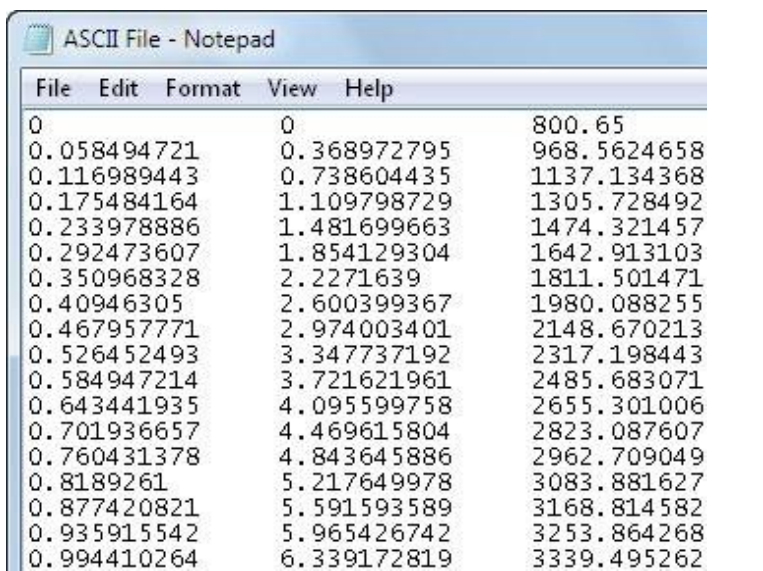 ASCII File - Notepad
File Edit Format View Help
0 0 800.65
0.058494721 0.368972795 968.5624658
0.116989443 0.738604435 1137.134368
0.175484164 1.109798729 1305.728492
0.233978886 1.481699663 1474.321457
0.292473607 1.854129304 1642.913103
0.350968328 2.2271639 1811.501471
0.40946305 2.600399367 1980.088255
0.467957771 2.974003401 2148.670213
0.526452493 3.347737192 2317.198443
0.584947214 3.721621961 2485.683071
0.643441935 4.095599758 2655.301006
0.701936657 4.469615804 2823.087607
0.760431378 4.843645886 2962.709049
0.8189261 5.217649978 3083.881627
0.877420821 5.591593589 3168.814582
0.935915542 5.965426742 3253.864268
0.994410264 6.339172819 3339.495262